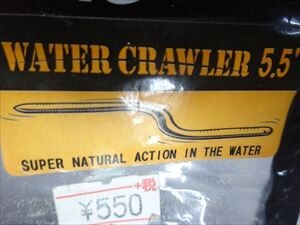 WATER CRAWLER 5.5"
SUPER NATURAL ACTION IN THE WATER
+税
¥550